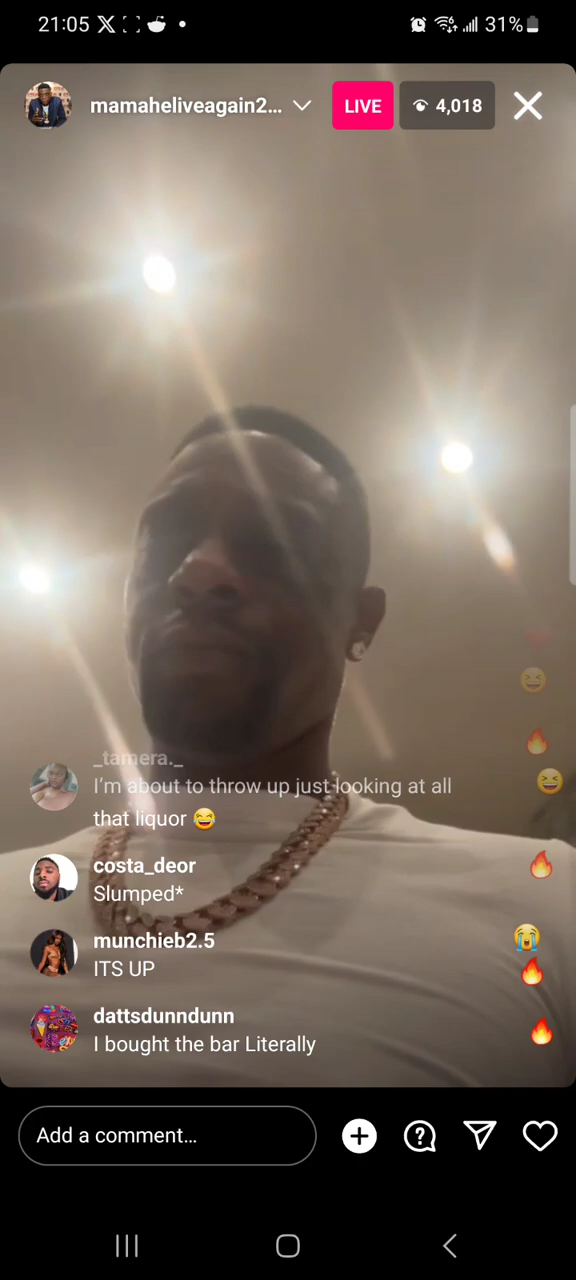 21:05
31%
mamaheliveagain2...
LIVE
4,018
_tamera._
I'm about to throw up just looking at all
that liquor 😂
costa_deor
Slumped*
munchieb2.5
ITS UP
dattsdunndunn
I bought the bar Literally
Add a comment...